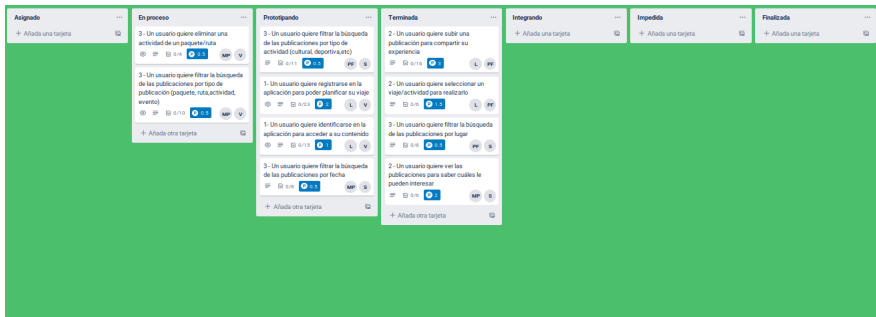 Asignado
+ Añada una tarjeta
En proceso
3 - Un usuario quiere eliminar una
actividad de un paquete/ruta
0/4 P 0.5 MP V
3 - Un usuario quiere filtrar la búsqueda
de las publicaciones por tipo de
publicación (paquete, ruta,actividad,
evento)
0/10 P 0.5 MP V
+ Añada otra tarjeta
Prototipando
3 - Un usuario quiere filtrar la búsqueda
de las publicaciones por tipo de
actividad (cultural, deportiva,etc)
0/11 P 0.5 PF S
1- Un usuario quiere registrarse en la
aplicación para poder planificar su viaje
0/23 P 2 L V
1- Un usuario quiere identificarse en la
aplicación para acceder a su contenido
0/15 P 1 L V
3 - Un usuario quiere filtrar la búsqueda
de las publicaciones por fecha
0/8 P 0.5 MP S
+ Añada otra tarjeta
Terminada
2 - Un usuario quiere subir una
publicación para compartir su
experiencia
0/16 P 3 L PF
2 - Un usuario quiere seleccionar un
viaje/actividad para realizarlo
0/6 P 1.5 L PF
3 - Un usuario quiere filtrar la búsqueda
de las publicaciones por lugar
0/8 P 0.5 PF S
2 - Un usuario quiere ver las
publicaciones para saber cuáles le
pueden interesar
0/6 P 2 MP S
+ Añada otra tarjeta
Integrando
+ Añada una tarjeta
Impedida
+ Añada una tarjeta
Finalizada
+ Añada una tarjeta